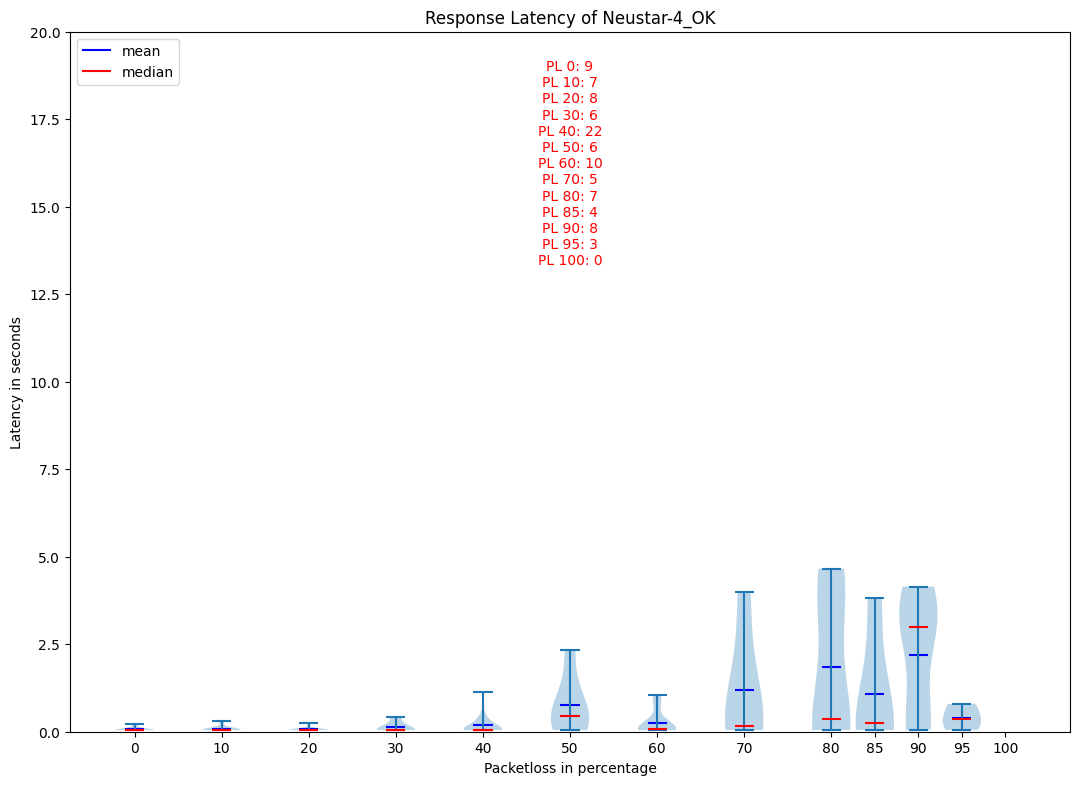 Response Latency of Neustar-4_OK
mean
median
PL 0: 9
PL 10: 7
PL 20: 8
PL 30: 6
PL 40: 22
PL 50: 6
PL 60: 10
PL 70: 5
PL 80: 7
PL 85: 4
PL 90: 8
PL 95: 3
PL 100: 0
Latency in seconds
20.0
17.5
15.0
12.5
10.0
7.5
5.0
2.5
0.0
0 10 20 30 40 50 60 70 80 85 90 95 100
Packetloss in percentage